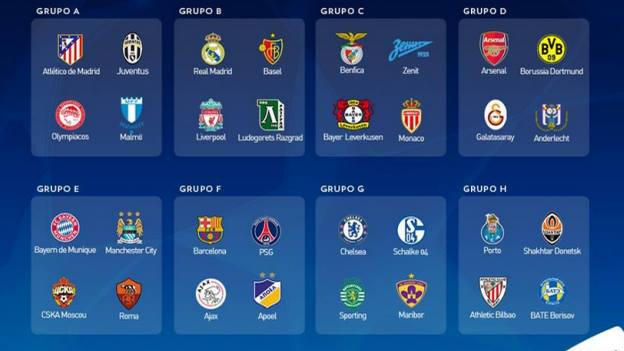 GRUPO A
GRUPO B
GRUPO C
GRUPO D
Atlético de Madrid
Juventus
Real Madrid
Basel
Benfica
Zenit
Arsenal
Borussia Dortmund
Olympiacos
Malmö
Liverpool
Ludogorets Razgrad
Bayer Leverkusen
Monaco
Galatasaray
Anderlecht
GRUPO E
GRUPO F
GRUPO G
GRUPO H
Bayern de Munique
Manchester City
Barcelona
PSG
Chelsea
Schalke 04
Porto
Shakhtar Donetsk
CSKA Moscou
Roma
Ajax
Apoel
Sporting
Maribor
Athletic Bilbao
BATE Borisov